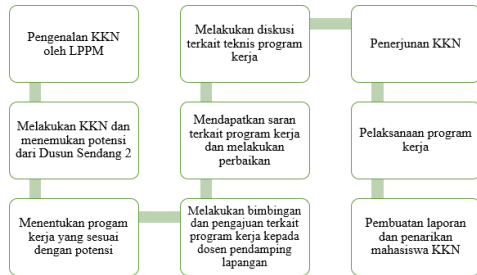 Pengenalan KKN
oleh LPPM
Melakukan KKN dan
menemukan potensi
dari Dusun Sendang 2
Menentukan progam
kerja yang sesuai
dengan potensi
Melakukan bimbingan
dan pengajuan terkait
program kerja kepada
dosen pendamping
lapangan
Mendapatkan saran
terkait program kerja
dan melakukan
perbaikan
Melakukan diskusi
terkait teknis program
kerja
Penerjunan KKN
Pelaksanaan program
kerja
Pembuatan laporan
dan penarikan
mahasiswa KKN